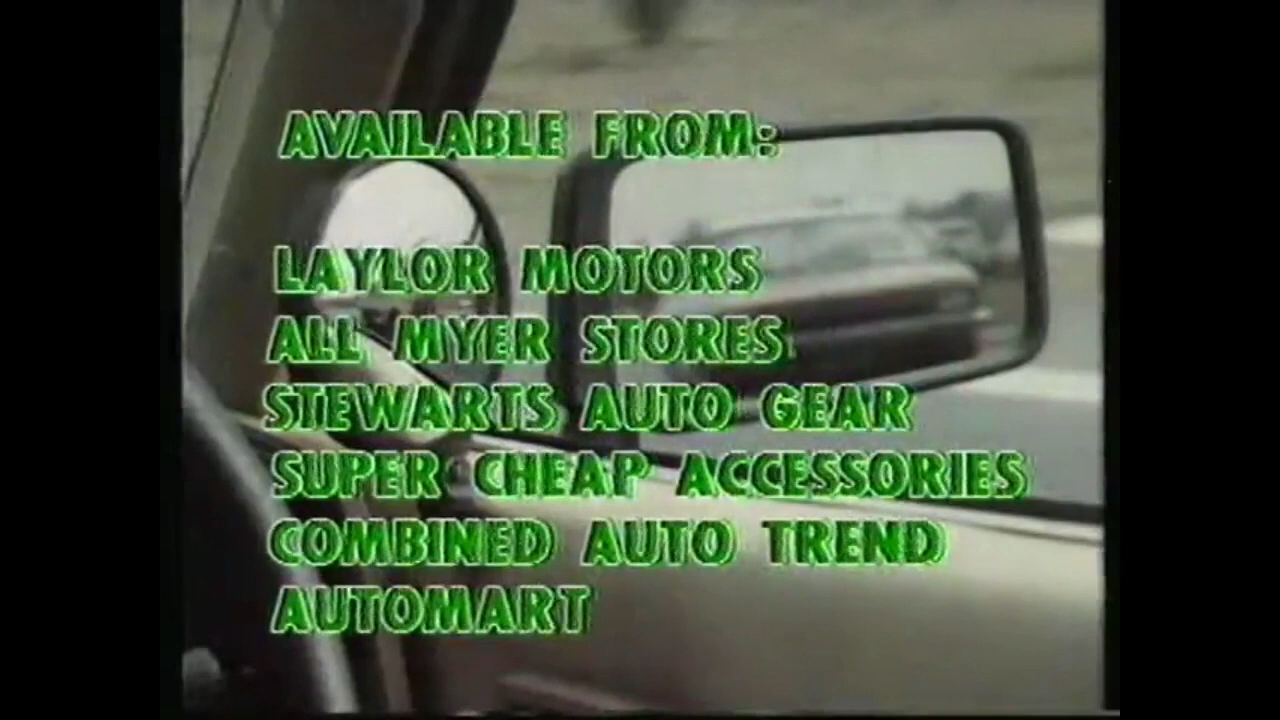 AVAILABLE FROM:
LAYLOR MOTORS
ALL MYER STORES
STEWARTS AUTO GEAR
SUPER CHEAP ACCESSORIES
COMBINED AUTO TREND
AUTOMART